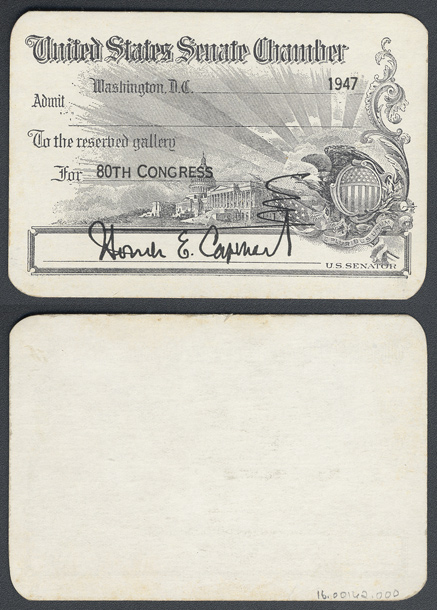 United States Senate Chamber
Washington, D.C. 1947
Admit
To the reserved gallery
For 80TH CONGRESS
Homer E. Capehart
U.S. SENATOR
16.00162.000